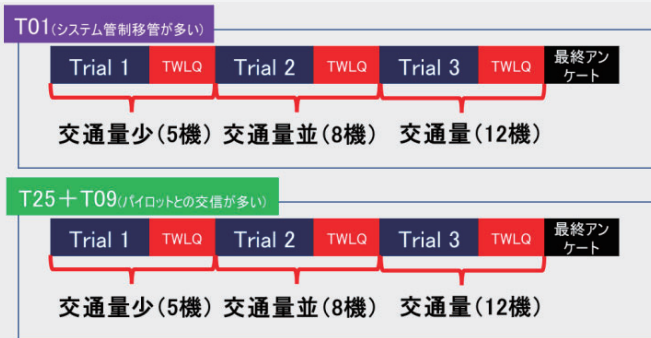 T01(システム管制移管が多い)
Trial 1 TWLQ Trial 2 TWLQ Trial 3 TWLQ 最終アン
ケート
交通量少(5機) 交通量並(8機) 交通量(12機)
T25＋T09(パイロットとの交信が多い)
Trial 1 TWLQ Trial 2 TWLQ Trial 3 TWLQ 最終アン
ケート
交通量少(5機) 交通量並(8機) 交通量(12機)